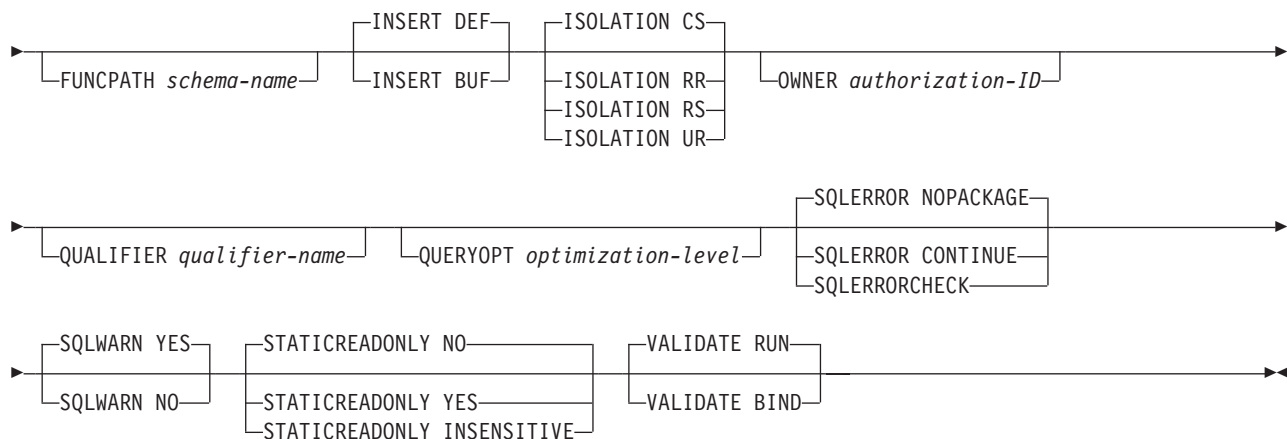 INSERT DEF ISOLATION CS
FUNCPATH schema-name INSERT BUF ISOLATION RR OWNER authorization-ID
ISOLATION RS
ISOLATION UR
SQLERROR NOPACKAGE
QUALIFIER qualifier-name QUERYOPT optimization-level SQLERROR CONTINUE
SQLERRORCHECK
SQLWARN YES STATICREADONLY NO VALIDATE RUN
SQLWARN NO STATICREADONLY YES VALIDATE BIND
STATICREADONLY INSENSITIVE